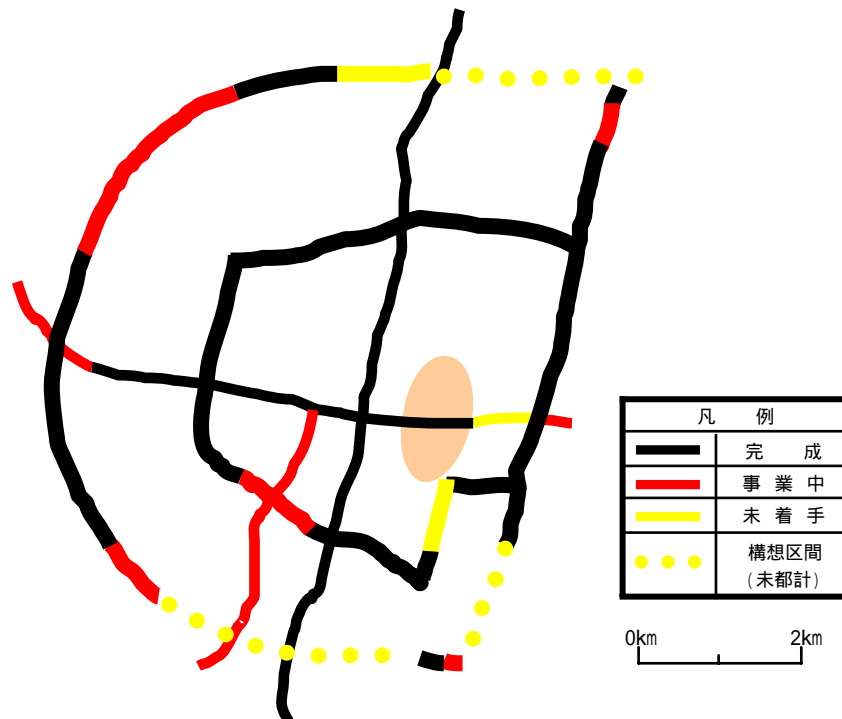 凡 例
完 成
事 業 中
未 着 手
構想区間
(未都計)
0km 2km